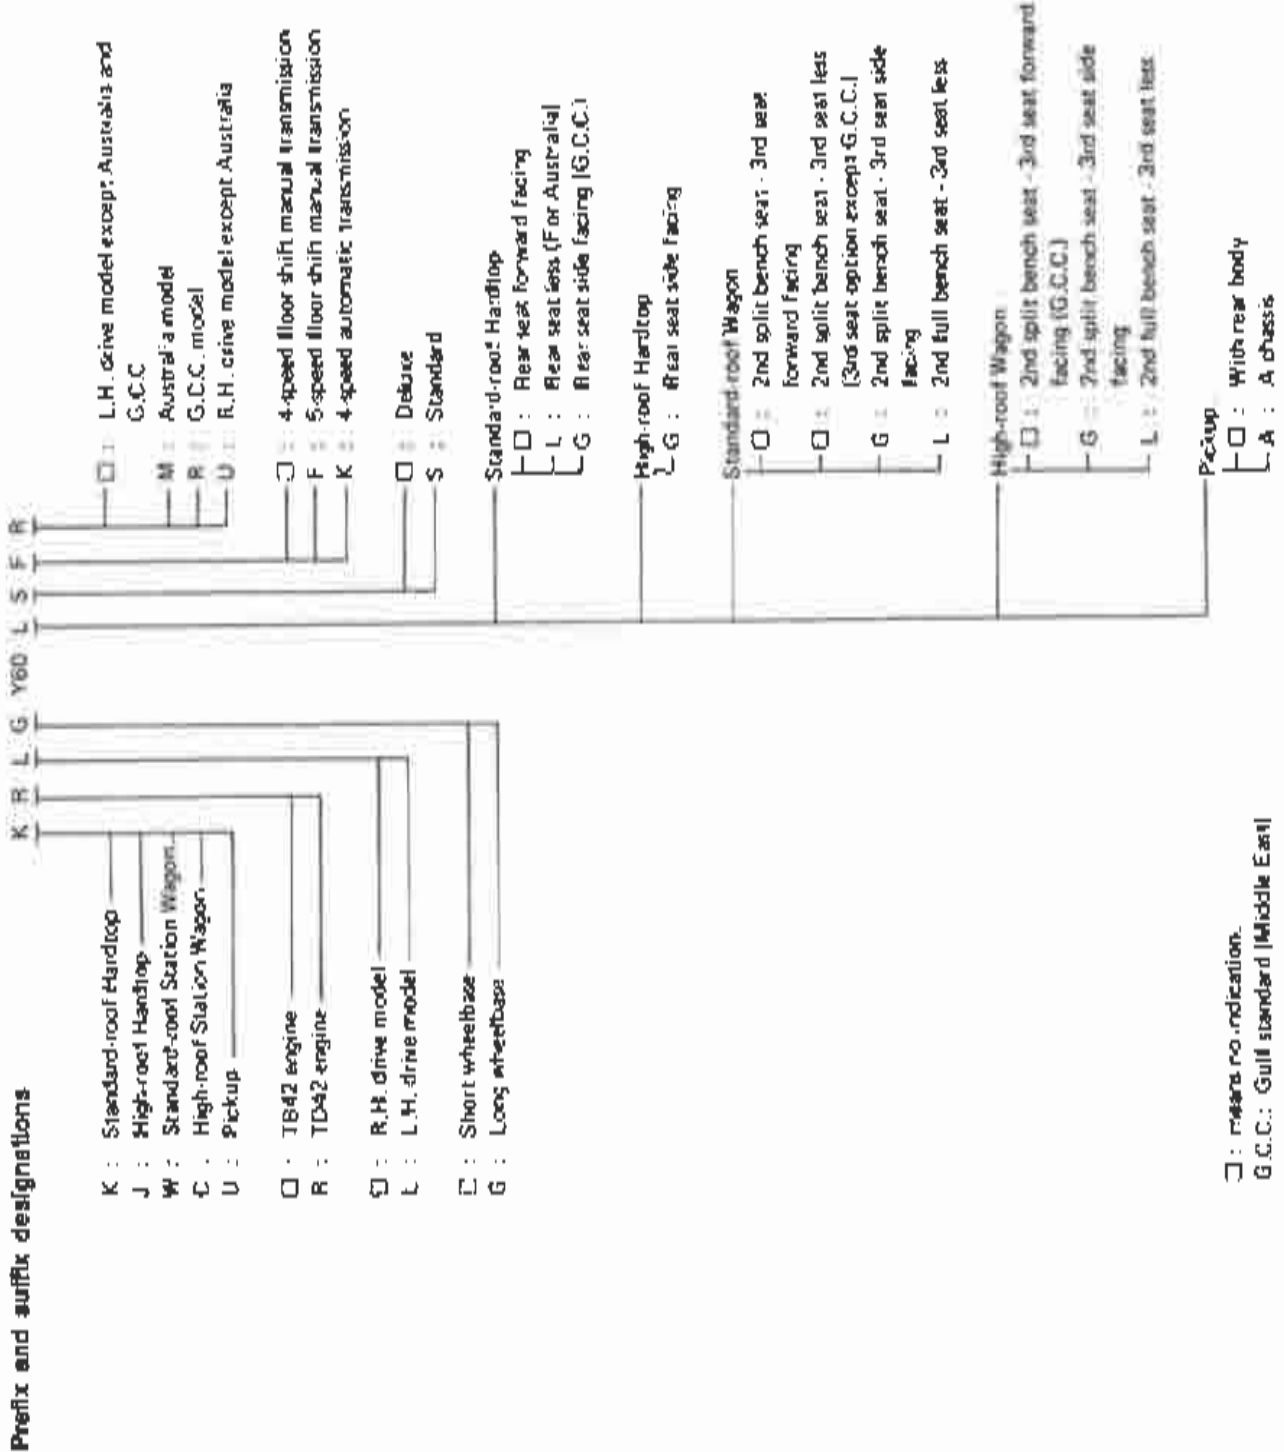 Prefix and suffix designations
K R L G Y60 L S F R
K : Standard-roof Hardtop
J : High-roof Hardtop
W : Standard-roof Station Wagon
C : High-roof Station Wagon
U : Pickup
□ : TB42 engine
R : TD42 engine
□ : R.H. drive model
L : L.H. drive model
□ : Short wheelbase
G : Long wheelbase
□ : L.H. drive model except Australia and
G.C.C
M : Australia model
R : G.C.C. model
U : R.H. drive model except Australia
□ : 4-speed floor shift manual transmission
F : 5-speed floor shift manual transmission
K : 4-speed automatic transmission
□ : Deluxe
S : Standard
Standard-roof Hardtop
□ : Rear seat forward facing
L : Rear seat less (For Australia)
G : Rear seat side facing (G.C.C.)
High-roof Hardtop
G : Rear seat side facing
Standard-roof Wagon
□ : 2nd split bench seat - 3rd seat
forward facing
□ : 2nd split bench seat - 3rd seat less
(3rd seat option except G.C.C.)
G : 2nd split bench seat - 3rd seat side
facing
L : 2nd full bench seat - 3rd seat less
High-roof Wagon
□ : 2nd split bench seat - 3rd seat forward
facing (G.C.C.)
G : 2nd split bench seat - 3rd seat side
facing
L : 2nd full bench seat - 3rd seat less
Pickup
□ : With rear body
A : A chassis
□ : means no indication.
G.C.C.: Gulf standard (Middle East)